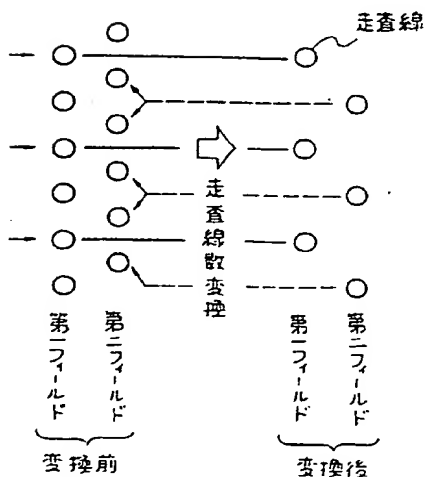 走査線
走査線数変換
第一フィールド
第二フィールド
第一フィールド
第二フィールド
変換前
変換後